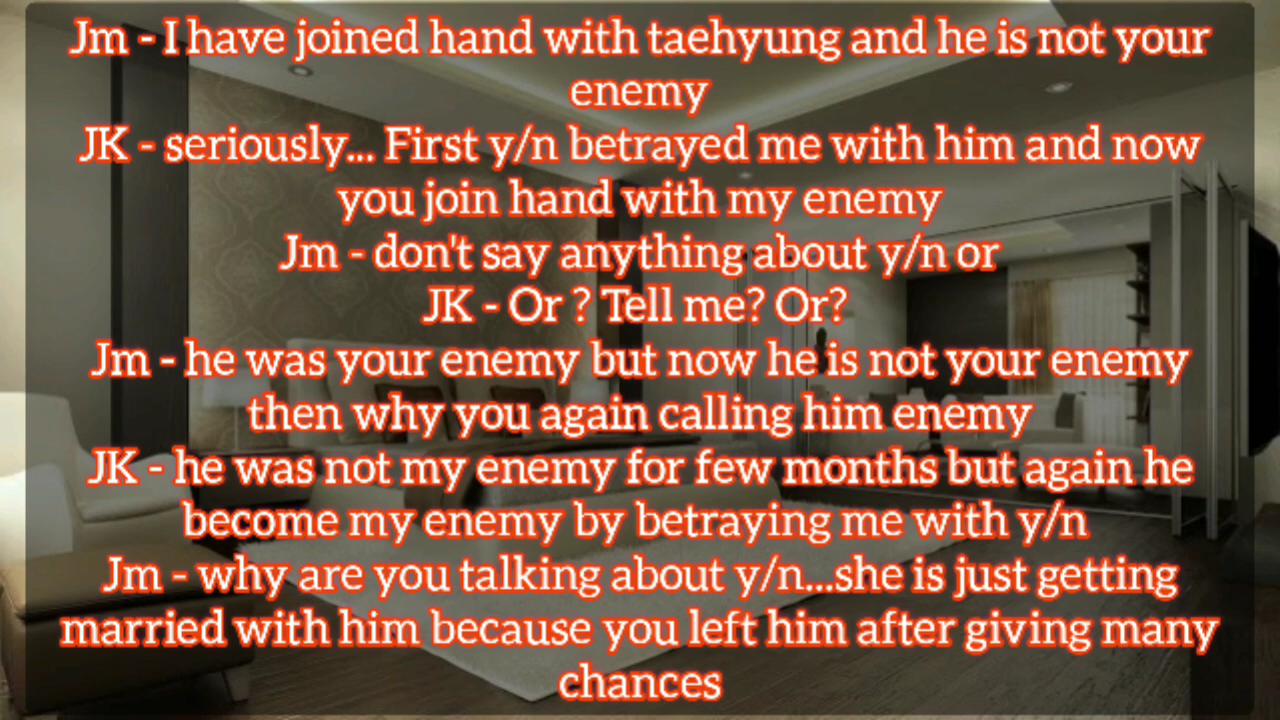 Jm - I have joined hand with taehyung and he is not your
enemy
JK - seriously... First y/n betrayed me with him and now
you join hand with my enemy
Jm - don't say anything about y/n or
JK - Or ? Tell me? Or?
Jm - he was your enemy but now he is not your enemy
then why you again calling him enemy
JK - he was not my enemy for few months but again he
become my enemy by betraying me with y/n
Jm - why are you talking about y/n...she is just getting
married with him because you left him after giving many
chances